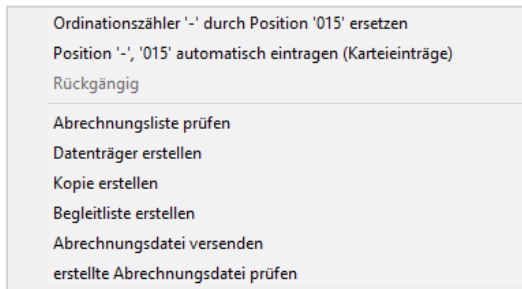 Ordinationszähler '-' durch Position '015' ersetzen
Position '-', '015' automatisch eintragen (Karteieinträge)
Rückgängig
Abrechnungsliste prüfen
Datenträger erstellen
Kopie erstellen
Begleitliste erstellen
Abrechnungsdatei versenden
erstellte Abrechnungsdatei prüfen